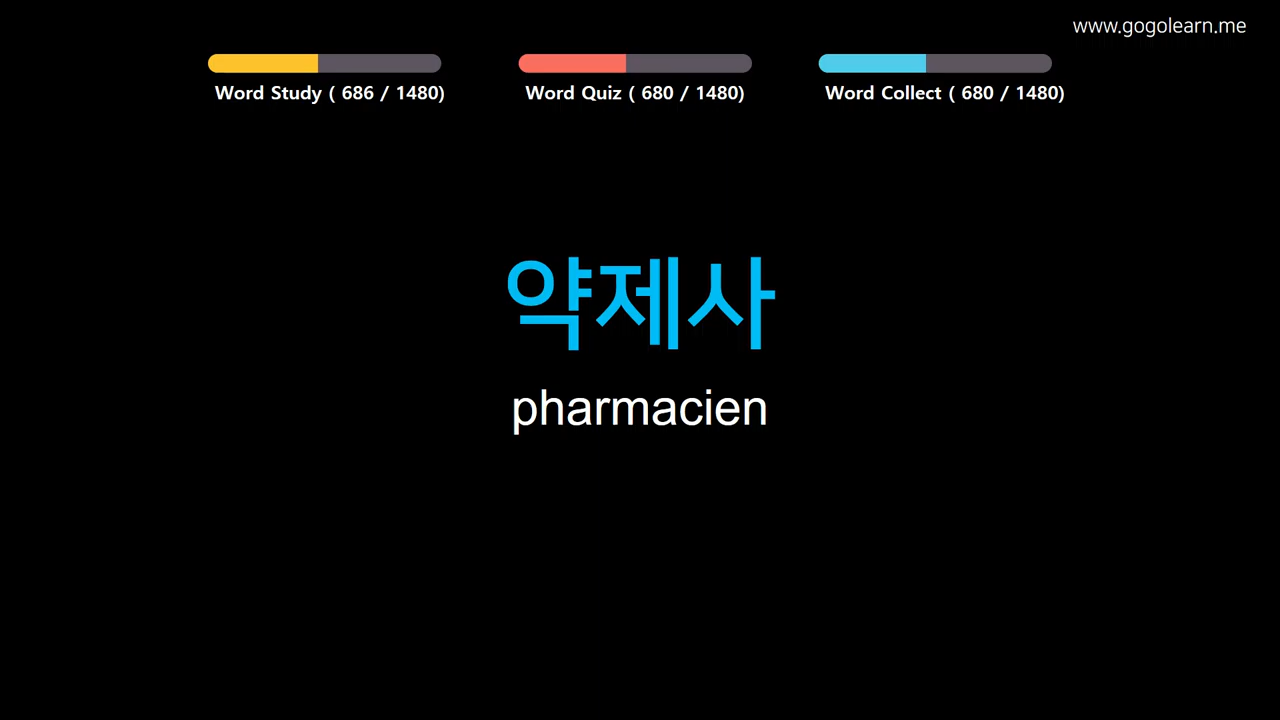 www.gogolearn.me
Word Study ( 686 / 1480)
Word Quiz ( 680 / 1480)
Word Collect ( 680 / 1480)
약제사
pharmacien